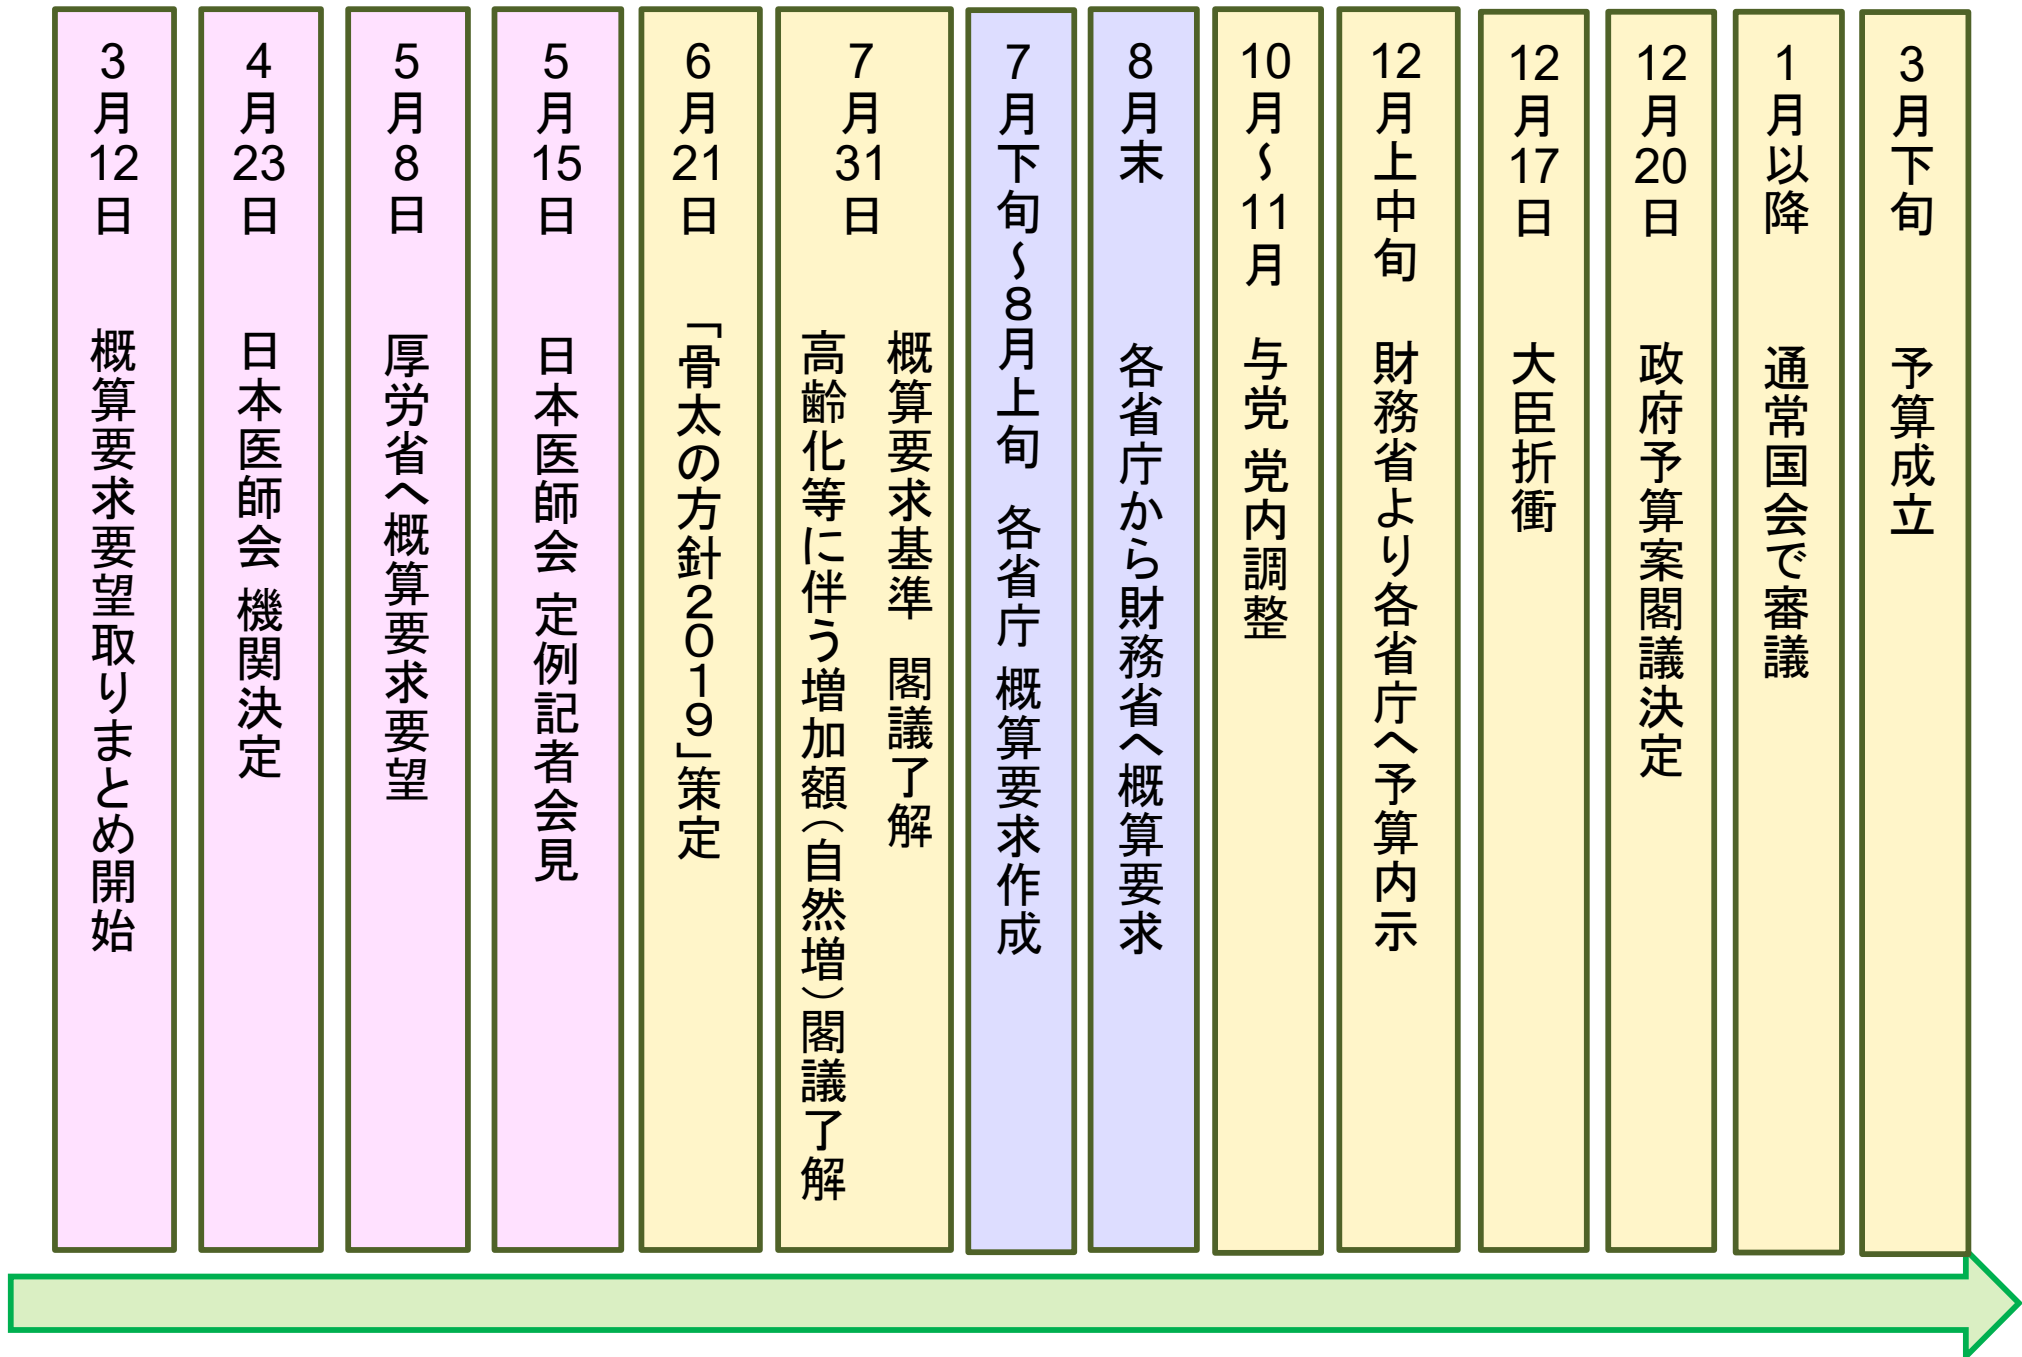 3月12日 概算要求要望取りまとめ開始
4月23日 日本医師会 機関決定
5月8日 厚労省へ概算要求要望
5月15日 日本医師会 定例記者会見
6月21日 「骨太の方針２０１９」策定
7月31日 概算要求基準 閣議了解
高齢化等に伴う増加額(自然増)閣議了解
7月下旬～８月上旬 各省庁 概算要求作成
8月末 各省庁から財務省へ概算要求
10月～11月 与党 党内調整
12月上中旬 財務省より各省庁へ予算内示
12月17日 大臣折衝
12月20日 政府予算案閣議決定
1月以降 通常国会で審議
3月下旬 予算成立